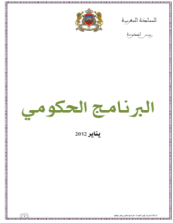 المملكة المغربية
رئيس الحكومة
البرنامج الحكومي
يناير 2012